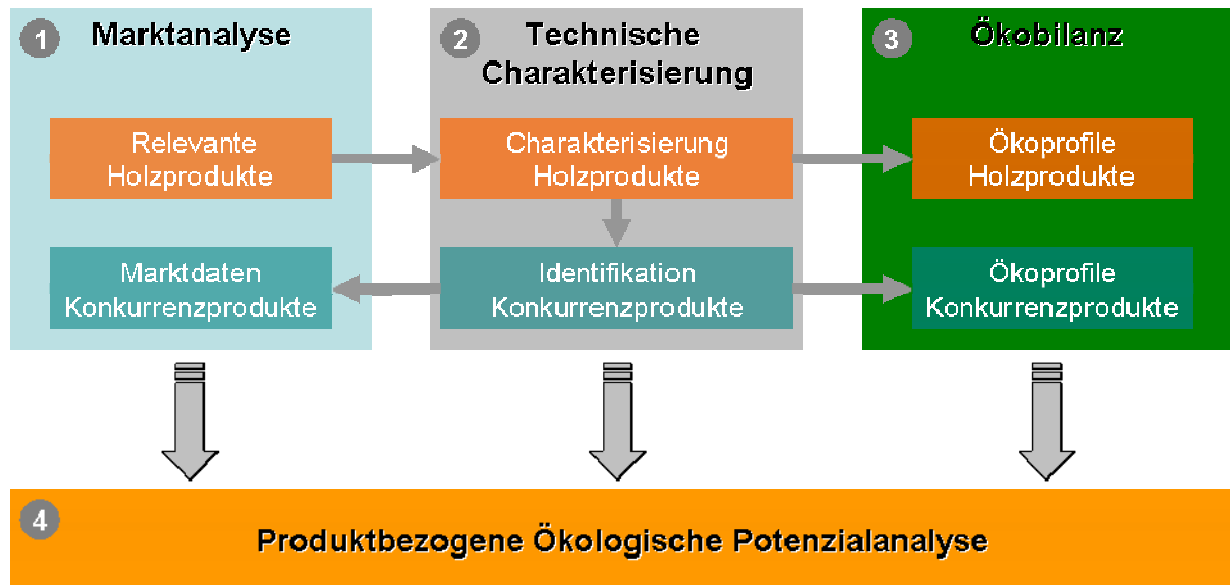 1
Marktanalyse
Relevante
Holzprodukte
Marktdaten
Konkurrenzprodukte
2
Technische
Charakterisierung
Charakterisierung
Holzprodukte
Identifikation
Konkurrenzprodukte
3
Ökobilanz
Ökoprofile
Holzprodukte
Ökoprofile
Konkurrenzprodukte
4
Produktbezogene Ökologische Potenzialanalyse